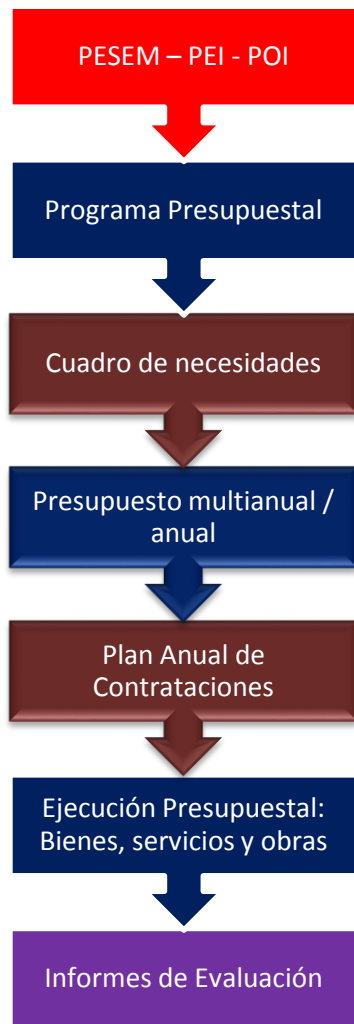 PESEM – PEI - POI
Programa Presupuestal
Cuadro de necesidades
Presupuesto multianual /
anual
Plan Anual de
Contrataciones
Ejecución Presupuestal:
Bienes, servicios y obras
Informes de Evaluación